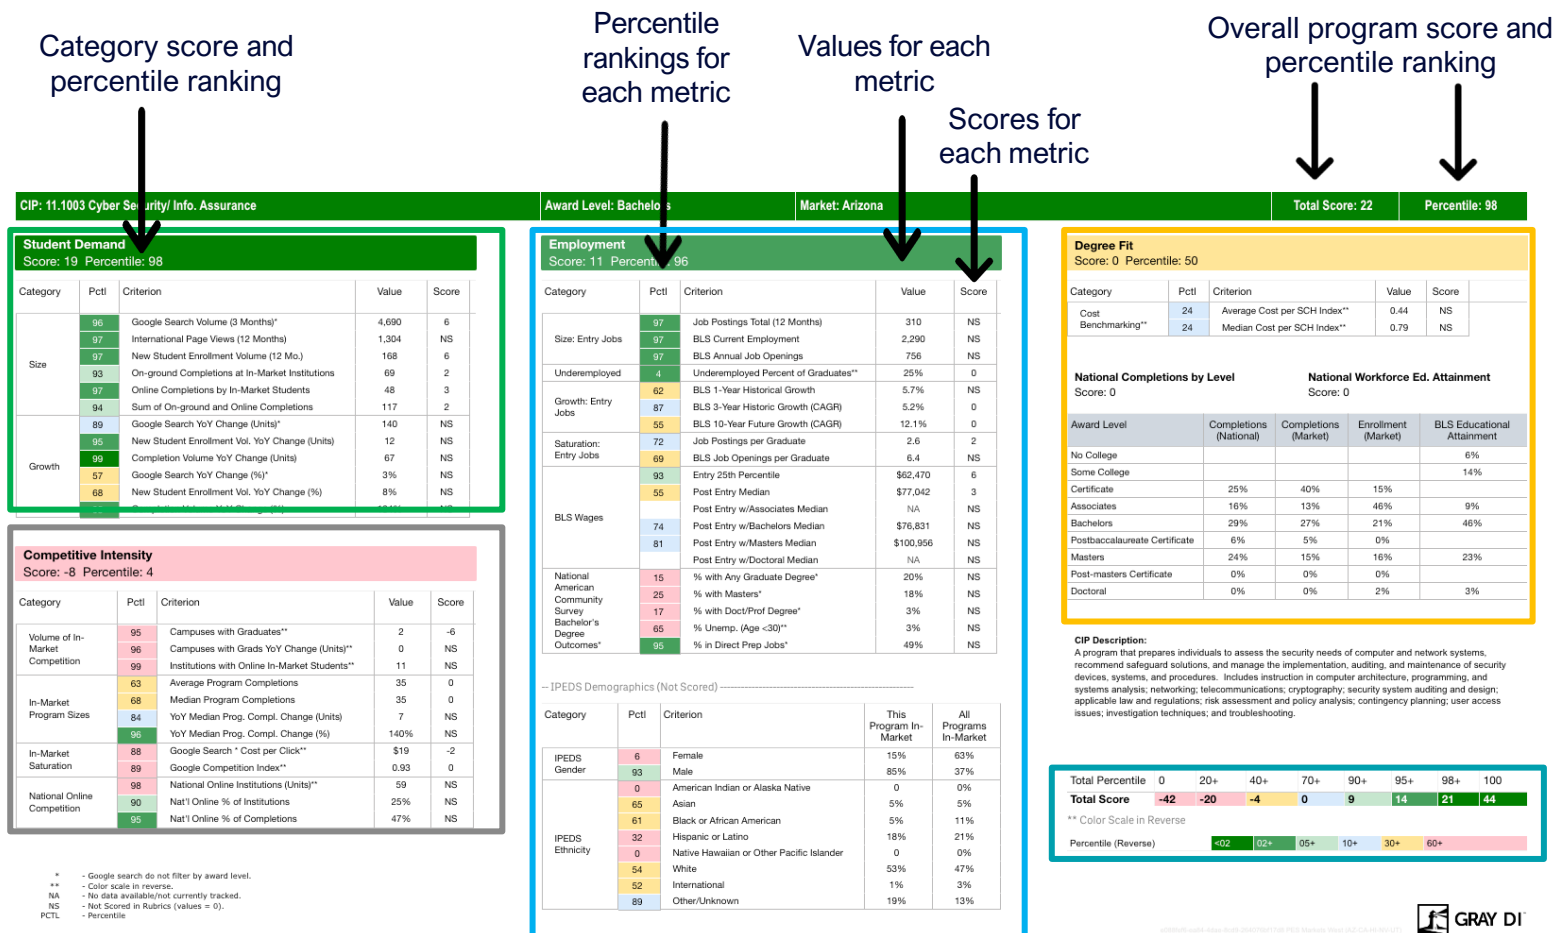 Category score and
percentile ranking
Percentile
rankings for
each metric
Values for each
metric
Scores for
each metric
Overall program score and
percentile ranking
CIP: 11.1003 Cyber Security/ Info. Assurance Award Level: Bachelors Market: Arizona Total Score: 22 Percentile: 98
Student Demand
Score: 19 Percentile: 98
Category Pctl Criterion Value Score
Size
96 Google Search Volume (3 Months)* 4,690 6
97 International Page Views (12 Months) 1,304 NS
97 New Student Enrollment Volume (12 Mo.) 168 6
93 On-ground Completions at In-Market Institutions 69 2
97 Online Completions by In-Market Students 48 3
94 Sum of On-ground and Online Completions 117 2
Growth
89 Google Search YoY Change (Units)* 140 NS
95 New Student Enrollment Vol. YoY Change (Units) 12 NS
99 Completion Volume YoY Change (Units) 67 NS
57 Google Search YoY Change (%)* 3% NS
68 New Student Enrollment Vol. YoY Change (%) 8% NS
Competitive Intensity
Score: -8 Percentile: 4
Category Pctl Criterion Value Score
Volume of In-
Market
Competition
95 Campuses with Graduates** 2 -6
96 Campuses with Grads YoY Change (Units)** 0 NS
99 Institutions with Online In-Market Students** 11 NS
In-Market
Program Sizes
63 Average Program Completions 35 0
68 Median Program Completions 35 0
84 YoY Median Prog. Compl. Change (Units) 7 NS
96 YoY Median Prog. Compl. Change (%) 140% NS
In-Market
Saturation
88 Google Search * Cost per Click** $19 -2
89 Google Competition Index** 0.93 0
National Online
Competition
98 National Online Institutions (Units)** 59 NS
90 Nat'l Online % of Institutions 25% NS
95 Nat'l Online % of Completions 47% NS
* - Google search do not filter by award level.
** - Color scale in reverse.
NA - No data available/not currently tracked.
NS - Not Scored in Rubrics (values = 0).
PCTL - Percentile
Employment
Score: 11 Percentile: 96
Category Pctl Criterion Value Score
Size: Entry Jobs
97 Job Postings Total (12 Months) 310 NS
97 BLS Current Employment 2,290 NS
97 BLS Annual Job Openings 756 NS
Underemployed 4 Underemployed Percent of Graduates** 25% 0
Growth: Entry
Jobs
62 BLS 1-Year Historical Growth 5.7% NS
87 BLS 3-Year Historic Growth (CAGR) 5.2% 0
55 BLS 10-Year Future Growth (CAGR) 12.1% 0
Saturation:
Entry Jobs
72 Job Postings per Graduate 2.6 2
69 BLS Job Openings per Graduate 6.4 NS
BLS Wages
93 Entry 25th Percentile $62,470 6
55 Post Entry Median $77,042 3
Post Entry w/Associates Median NA NS
74 Post Entry w/Bachelors Median $76,831 NS
81 Post Entry w/Masters Median $100,956 NS
Post Entry w/Doctoral Median NA NS
National
American
Community
Survey
Bachelor's
Degree
Outcomes*
15 % with Any Graduate Degree* 20% NS
25 % with Masters* 18% NS
17 % with Doct/Prof Degree* 3% NS
65 % Unemp. (Age <30)** 3% NS
95 % in Direct Prep Jobs* 49% NS
-- IPEDS Demographics (Not Scored) --
Category Pctl Criterion This Program In-Market All Programs In-Market
IPEDS
Gender
6 Female 15% 63%
93 Male 85% 37%
IPEDS
Ethnicity
0 American Indian or Alaska Native 0 0%
65 Asian 5% 5%
61 Black or African American 5% 11%
32 Hispanic or Latino 18% 21%
0 Native Hawaiian or Other Pacific Islander 0 0%
54 White 53% 47%
52 International 1% 3%
89 Other/Unknown 19% 13%
Degree Fit
Score: 0 Percentile: 50
Category Pctl Criterion Value Score
Cost
Benchmarking**
24 Average Cost per SCH Index** 0.44 NS
24 Median Cost per SCH Index** 0.79 NS
National Completions by Level National Workforce Ed. Attainment
Score: 0 Score: 0
Award Level Completions (National) Completions (Market) Enrollment (Market) BLS Educational Attainment
No College 6%
Some College 14%
Certificate 25% 40% 15%
Associates 16% 13% 46% 9%
Bachelors 29% 27% 21% 46%
Postbaccalaureate Certificate 6% 5% 0%
Masters 24% 15% 16% 23%
Post-masters Certificate 0% 0% 0%
Doctoral 0% 0% 2% 3%
CIP Description:
A program that prepares individuals to assess the security needs of computer and network systems,
recommend safeguard solutions, and manage the implementation, auditing, and maintenance of security
devices, systems, and procedures. Includes instruction in computer architecture, programming, and
systems analysis; networking; telecommunications; cryptography; security system auditing and design;
applicable law and regulations; risk assessment and policy analysis; contingency planning; user access
issues; investigation techniques; and troubleshooting.
Total Percentile 0 20+ 40+ 70+ 90+ 95+ 98+ 100
Total Score -42 -20 -4 0 9 14 21 44
** Color Scale in Reverse
Percentile (Reverse) <02 02+ 05+ 10+ 30+ 60+
GRAY DI